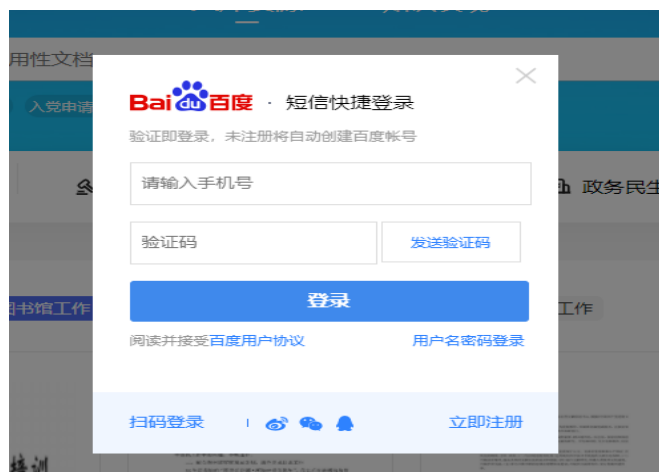 用性文档
入党申请
Bai du 百度 · 短信快捷登录
验证即登录，未注册将自动创建百度帐号
请输入手机号
政务民生
验证码
发送验证码
登录
图书馆工作
工作
阅读并接受百度用户协议
用户名密码登录
扫码登录
立即注册
培训